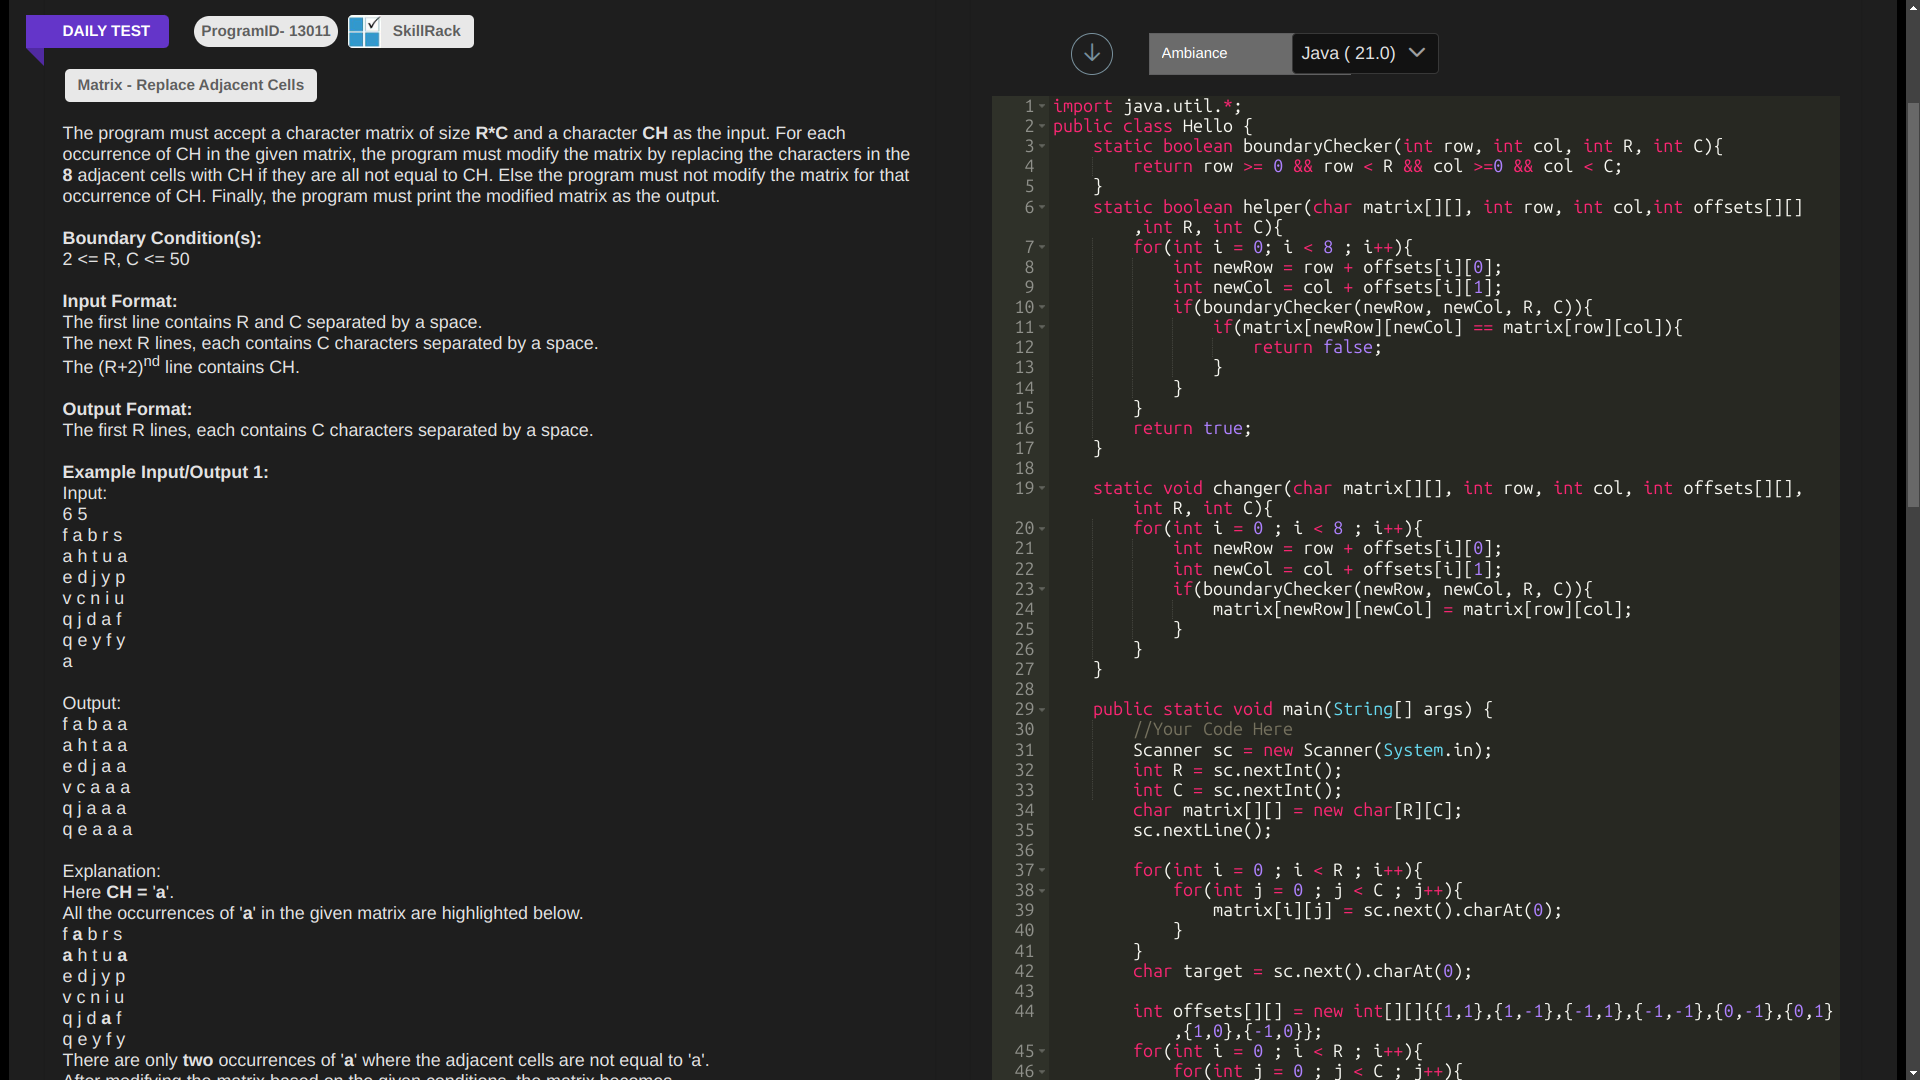 DAILY TEST
ProgramID- 13011
SkillRack
Matrix - Replace Adjacent Cells
The program must accept a character matrix of size R*C and a character CH as the input. For each
occurrence of CH in the given matrix, the program must modify the matrix by replacing the characters in the
8 adjacent cells with CH if they are all not equal to CH. Else the program must not modify the matrix for that
occurrence of CH. Finally, the program must print the modified matrix as the output.
Boundary Condition(s):
2 <= R, C <= 50
Input Format:
The first line contains R and C separated by a space.
The next R lines, each contains C characters separated by a space.
The (R+2)nd line contains CH.
Output Format:
The first R lines, each contains C characters separated by a space.
Example Input/Output 1:
Input:
6 5
f a b r s
a h t u a
e d j y p
v c n i u
q j d a f
q e y f y
a
Output:
f a b a a
a h t a a
e d j a a
v c a a a
q j a a a
q e a a a
Explanation:
Here CH = 'a'.
All the occurrences of 'a' in the given matrix are highlighted below.
f a b r s
a h t u a
e d j y p
v c n i u
q j d a f
q e y f y
There are only two occurrences of 'a' where the adjacent cells are not equal to 'a'.
After modifying the matrix based on the given conditions, the matrix becomes
Ambiance
Java ( 21.0)
1 import java.util.*;
2 public class Hello {
3 static boolean boundaryChecker(int row, int col, int R, int C){
4 return row >= 0 && row < R && col >=0 && col < C;
5 }
6 static boolean helper(char matrix[][], int row, int col,int offsets[][]
,int R, int C){
7 for(int i = 0; i < 8 ; i++){
8 int newRow = row + offsets[i][0];
9 int newCol = col + offsets[i][1];
10 if(boundaryChecker(newRow, newCol, R, C)){
11 if(matrix[newRow][newCol] == matrix[row][col]){
12 return false;
13 }
14 }
15 }
16 return true;
17 }
18
19 static void changer(char matrix[][], int row, int col, int offsets[][],
int R, int C){
20 for(int i = 0 ; i < 8 ; i++){
21 int newRow = row + offsets[i][0];
22 int newCol = col + offsets[i][1];
23 if(boundaryChecker(newRow, newCol, R, C)){
24 matrix[newRow][newCol] = matrix[row][col];
25 }
26 }
27 }
28
29 public static void main(String[] args) {
30 //Your Code Here
31 Scanner sc = new Scanner(System.in);
32 int R = sc.nextInt();
33 int C = sc.nextInt();
34 char matrix[][] = new char[R][C];
35 sc.nextLine();
36
37 for(int i = 0 ; i < R ; i++){
38 for(int j = 0 ; j < C ; j++){
39 matrix[i][j] = sc.next().charAt(0);
40 }
41 }
42 char target = sc.next().charAt(0);
43
44 int offsets[][] = new int[][]{{1,1},{1,-1},{-1,1},{-1,-1},{0,-1},{0,1}
,{1,0},{-1,0}};
45 for(int i = 0 ; i < R ; i++){
46 for(int j = 0 ; j < C ; j++){